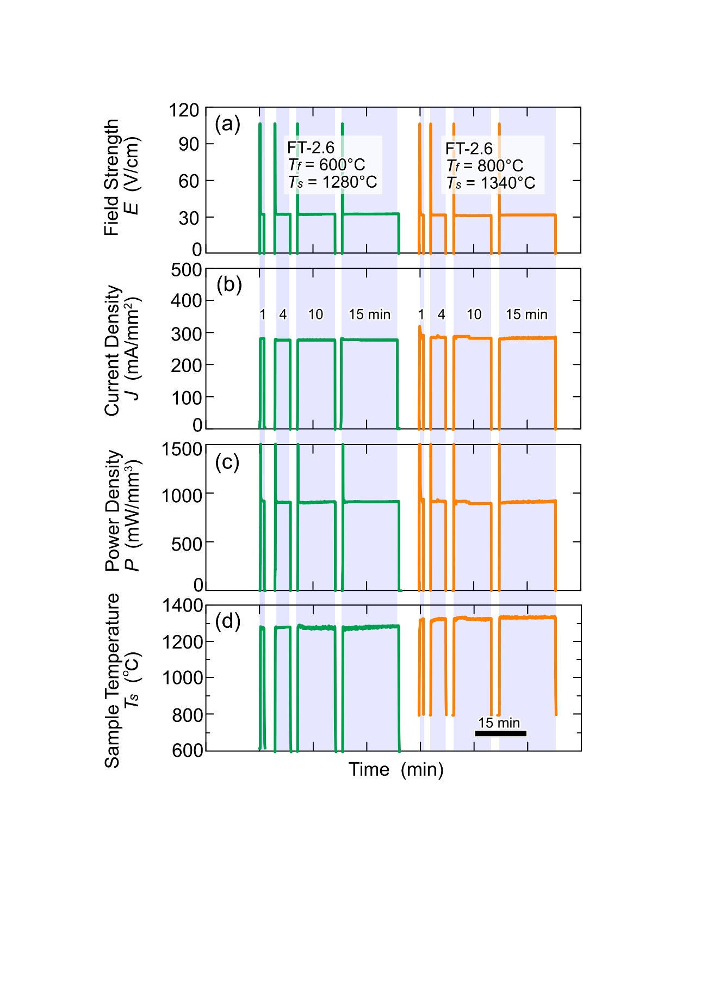 Field Strength
E (V/cm)
120
90
60
30
0
(a)
FT-2.6
Tf = 600°C
Ts = 1280°C
FT-2.6
Tf = 800°C
Ts = 1340°C
Current Density
J (mA/mm²)
500
400
300
200
100
0
(b)
1 4 10 15 min 1 4 10 15 min
Power Density
P (mW/mm³)
1500
1000
500
0
(c)
Sample Temperature
Ts (°C)
1400
1200
1000
800
600
(d)
15 min
Time (min)